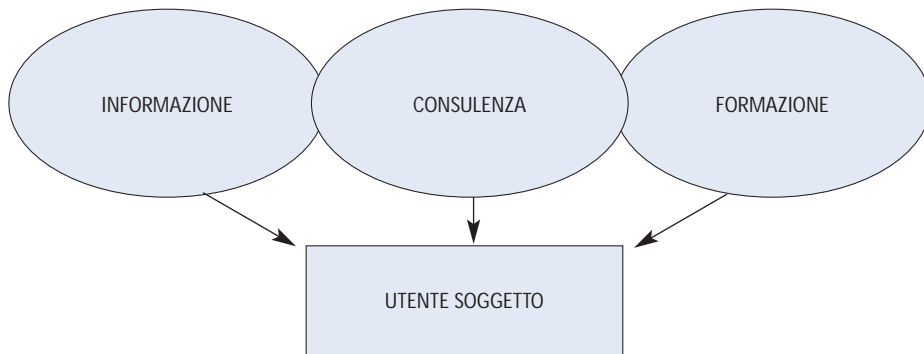 INFORMAZIONE
CONSULENZA
FORMAZIONE
UTENTE SOGGETTO